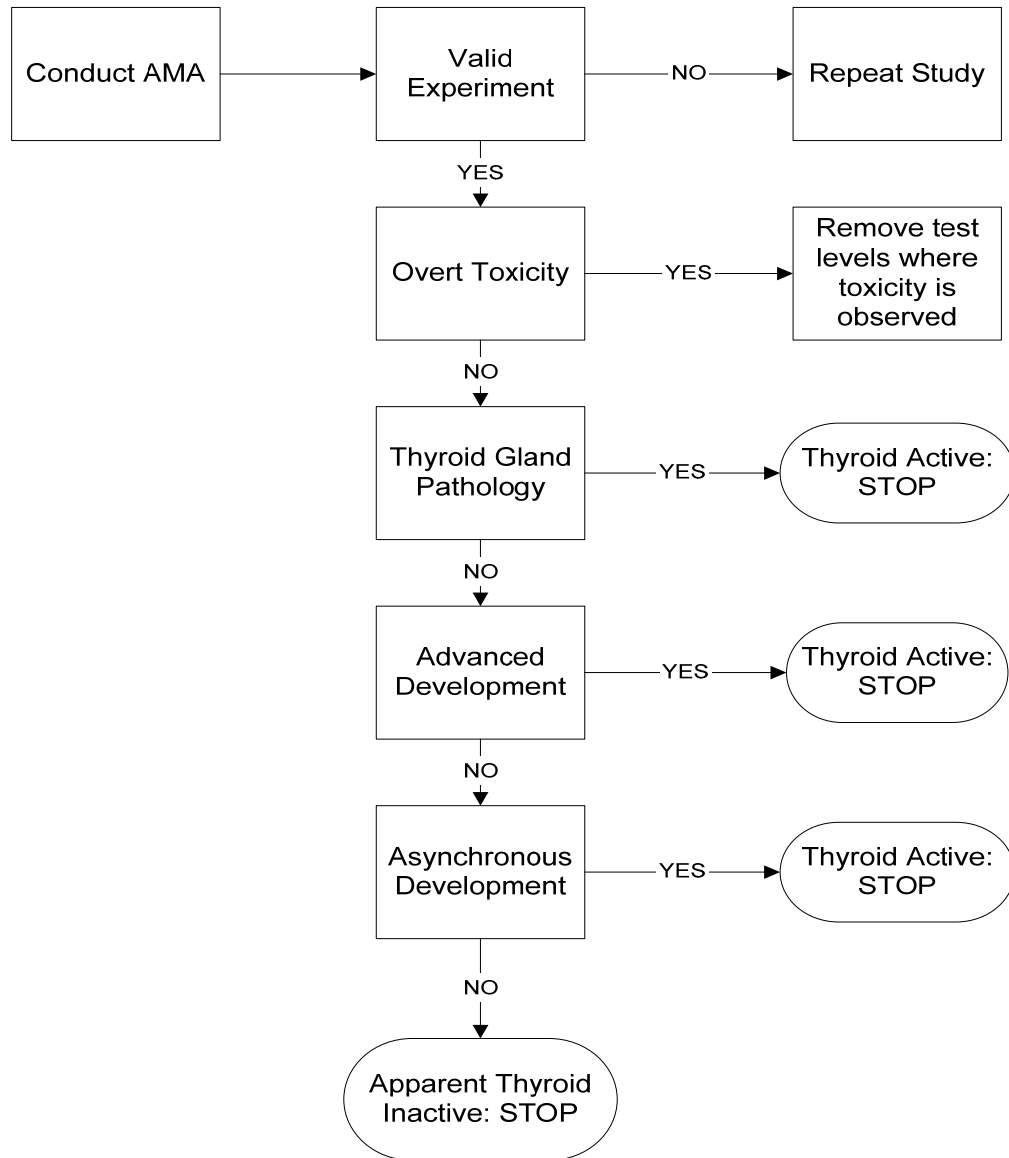 Conduct AMA
Valid
Experiment
NO
Repeat Study
YES
Overt Toxicity
YES
Remove test
levels where
toxicity is
observed
NO
Thyroid Gland
Pathology
YES
Thyroid Active:
STOP
NO
Advanced
Development
YES
Thyroid Active:
STOP
NO
Asynchronous
Development
YES
Thyroid Active:
STOP
NO
Apparent Thyroid
Inactive: STOP